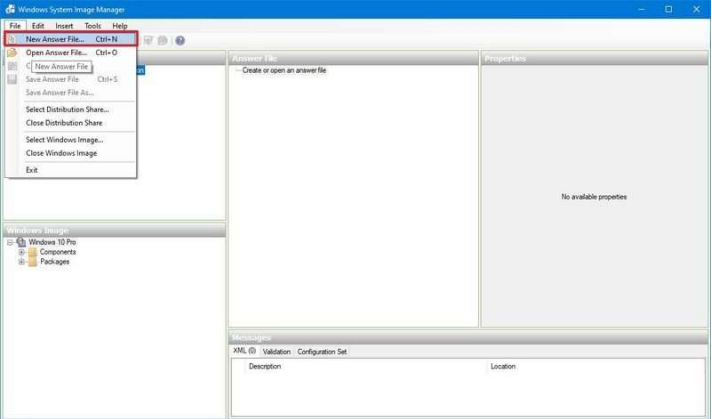 Windows System Image Manager
File Edit Insert Tools Help
New Answer File... Ctrl+N
Open Answer File... Ctrl+O
New Answer File
Save Answer File Ctrl+S
Save Answer File As...
Select Distribution Share...
Close Distribution Share
Select Windows Image...
Close Windows Image
Exit
Answer File
Create or open an answer file
Properties
No available properties
Windows Image
Windows 10 Pro
Components
Packages
Messages
XML (0) Validation Configuration Set
Description Location